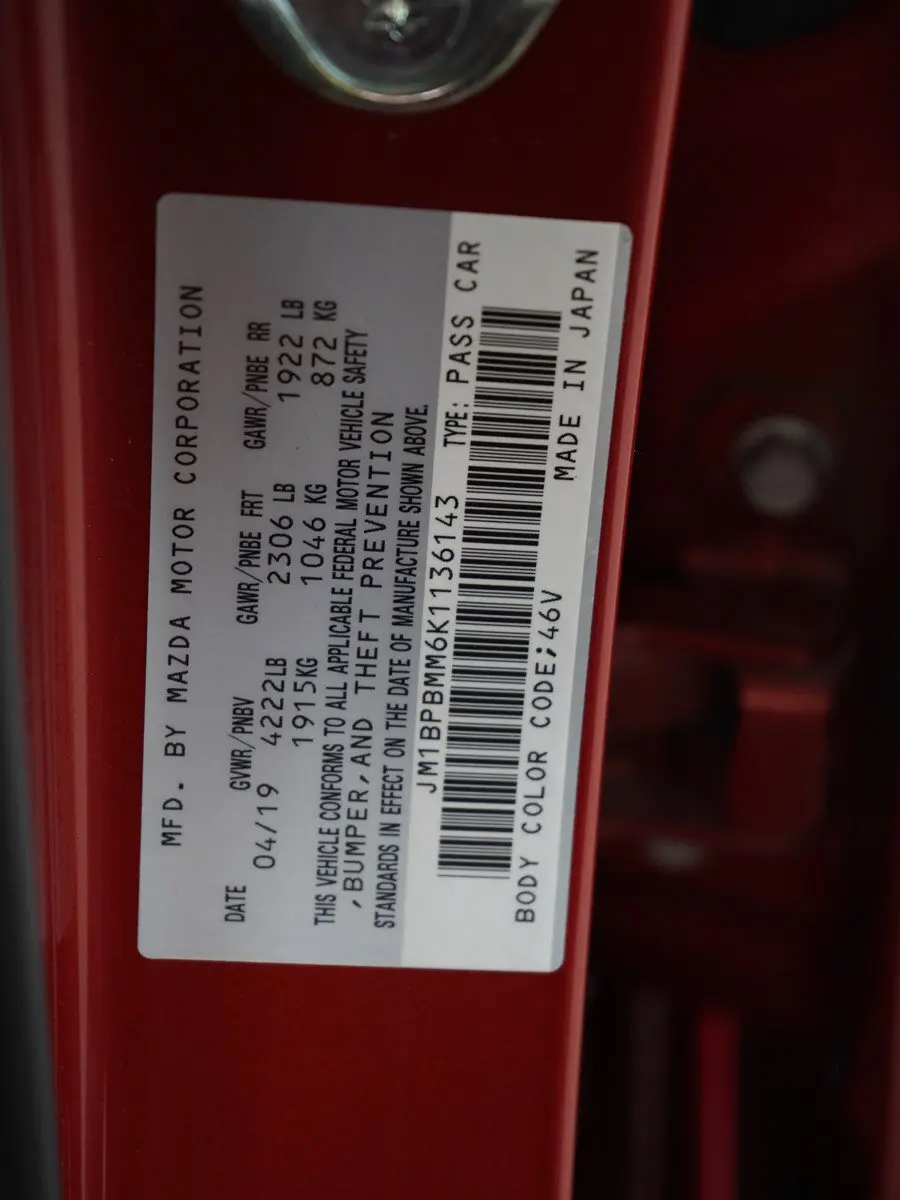 MFD. BY MAZDA MOTOR CORPORATION
DATE GVWR/PNBV GAWR/PNBE FRT GAWR/PNBE RR
04/19 4222LB 2306 LB 1922 LB
1915KG 1046 KG 872 KG
THIS VEHICLE CONFORMS TO ALL APPLICABLE FEDERAL MOTOR VEHICLE SAFETY
,BUMPER,AND THEFT PREVENTION
STANDARDS IN EFFECT ON THE DATE OF MANUFACTURE SHOWN ABOVE.
JM1BPBMM6K1136143 TYPE: PASS CAR
BODY COLOR CODE;46V MADE IN JAPAN